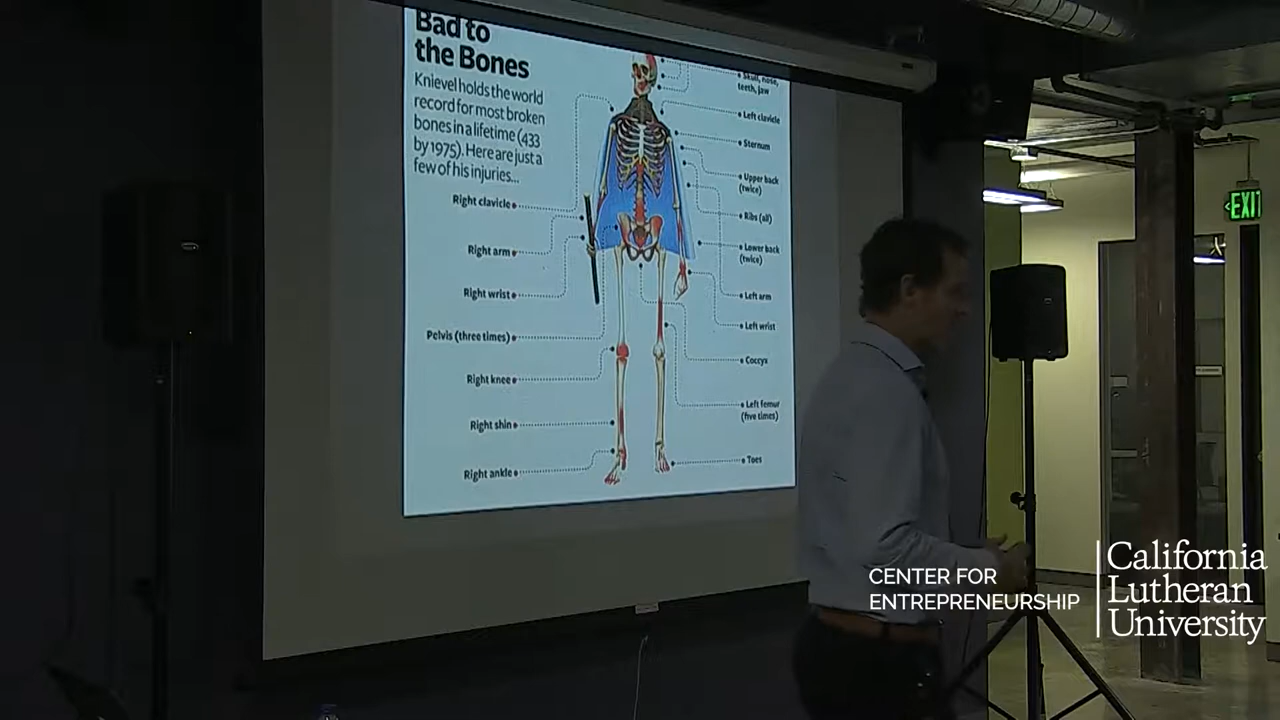 Bad to
the Bones
Knievel holds the world
record for most broken
bones in a lifetime (433
by 1975). Here are just a
few of his injuries...
Right clavicle
Right arm
Right wrist
Pelvis (three times)
Right knee
Right shin
Right ankle
Skull, nose,
teeth, jaw
Left clavicle
Sternum
Upper back
(twice)
Ribs (all)
Lower back
(twice)
Left arm
Left wrist
Coccyx
Left femur
(five times)
Toes
EXIT
CENTER FOR
ENTREPRENEURSHIP
California
Lutheran
University